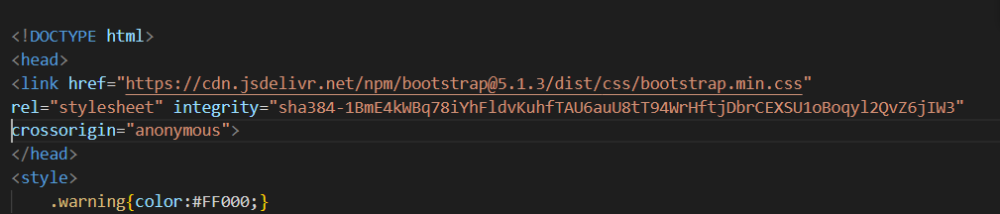 <!DOCTYPE html>
<head>
<link href="https://cdn.jsdelivr.net/npm/bootstrap@5.1.3/dist/css/bootstrap.min.css"
rel="stylesheet" integrity="sha384-1BmE4kWBq78iYhFldvKuhfTAU6auU8tT94WrHftjDbrCEXSU1oBoqyl2QvZ6jIW3"
crossorigin="anonymous">
</head>
<style>
.warning{color:#FF000;}